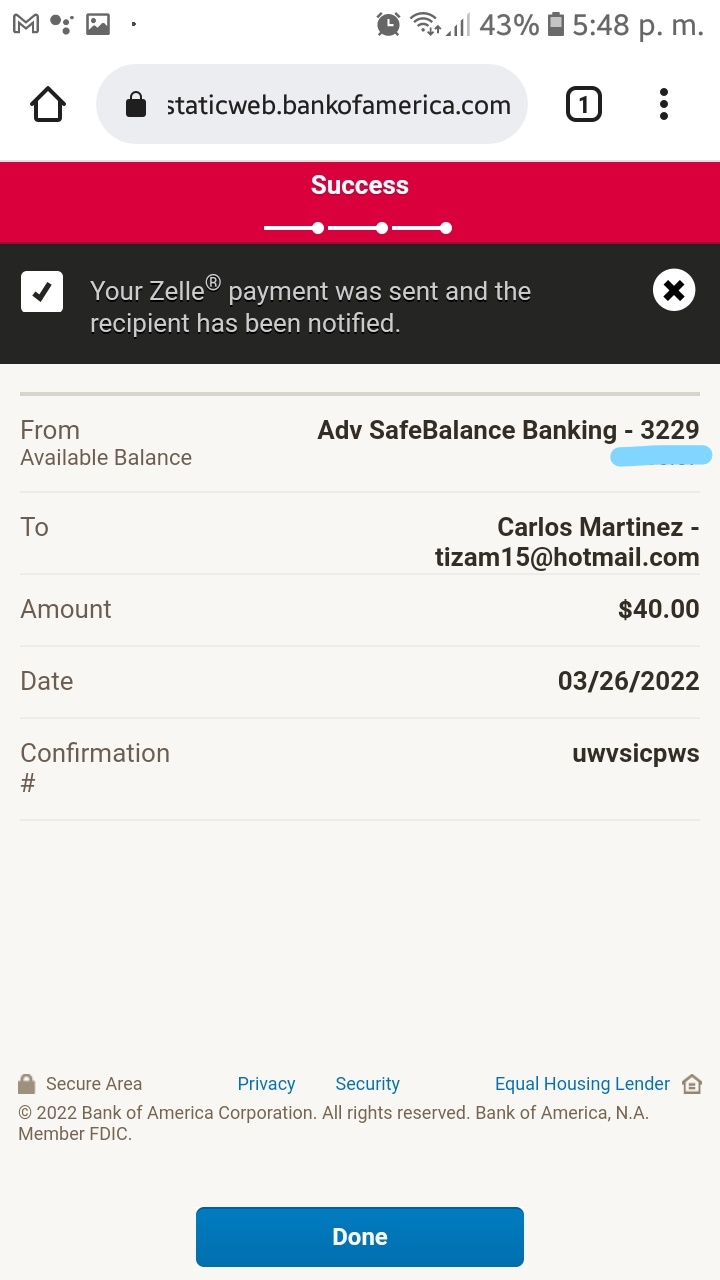 43% 5:48 p. m.
staticweb.bankofamerica.com 1
Success
Your Zelle® payment was sent and the
recipient has been notified.
From Adv SafeBalance Banking - 3229
Available Balance
To Carlos Martinez -
tizam15@hotmail.com
Amount $40.00
Date 03/26/2022
Confirmation uwvsicpws
#
Secure Area Privacy Security Equal Housing Lender
© 2022 Bank of America Corporation. All rights reserved. Bank of America, N.A.
Member FDIC.
Done